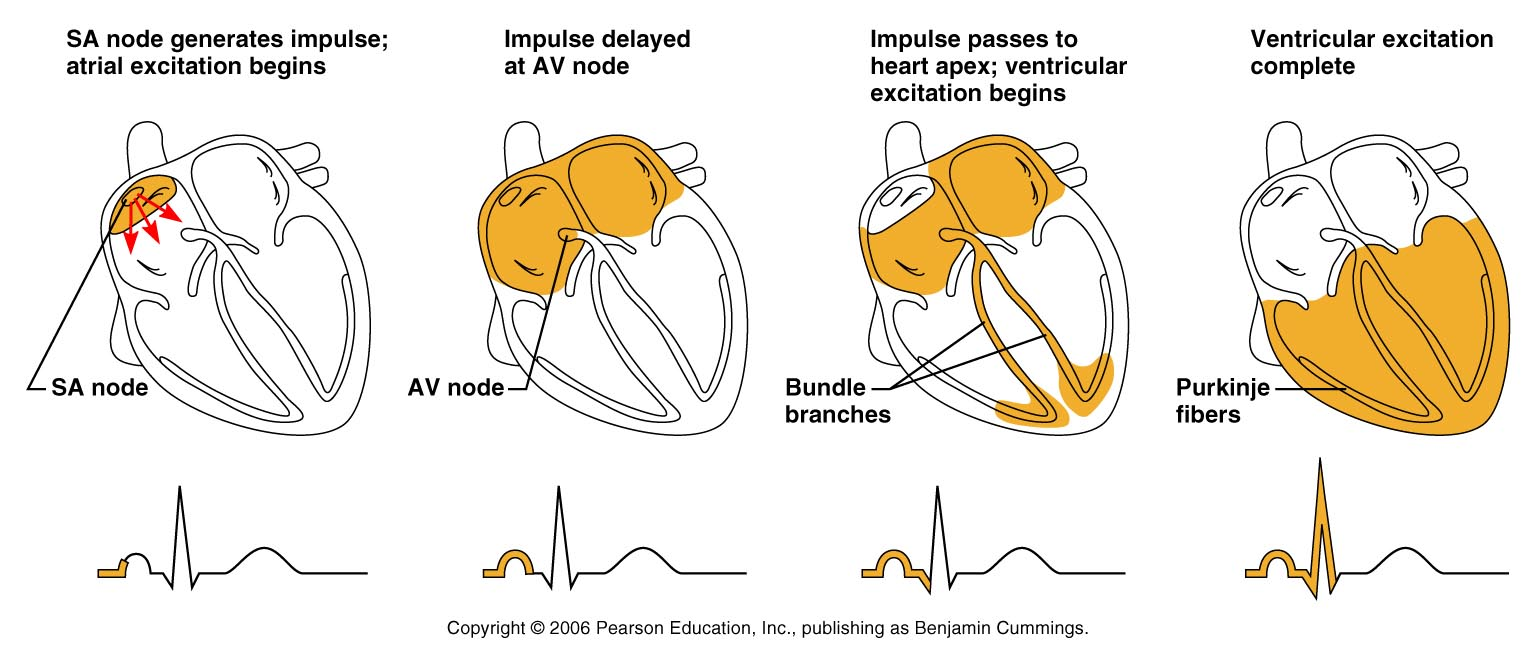 SA node generates impulse;
atrial excitation begins
Impulse delayed
at AV node
Impulse passes to
heart apex; ventricular
excitation begins
Ventricular excitation
complete
SA node
AV node
Bundle
branches
Purkinje
fibers
Copyright © 2006 Pearson Education, Inc., publishing as Benjamin Cummings.